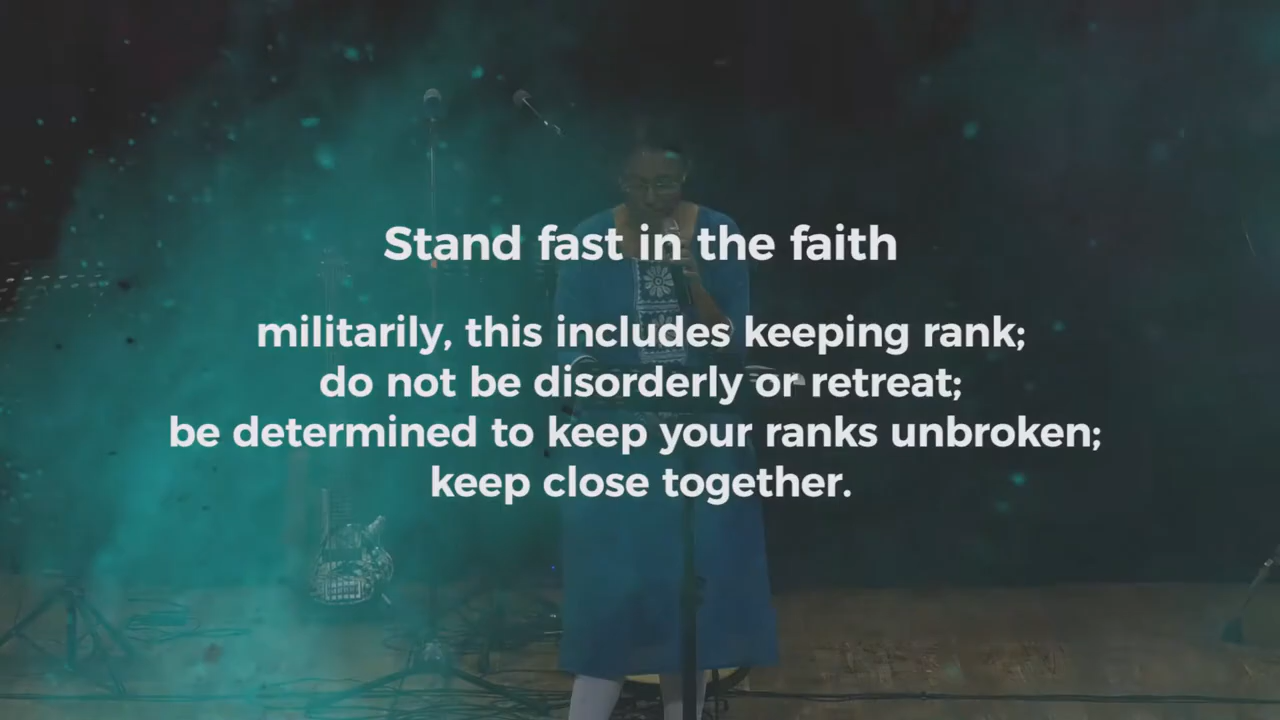 Stand fast in the faith
militarily, this includes keeping rank;
do not be disorderly or retreat;
be determined to keep your ranks unbroken;
keep close together.